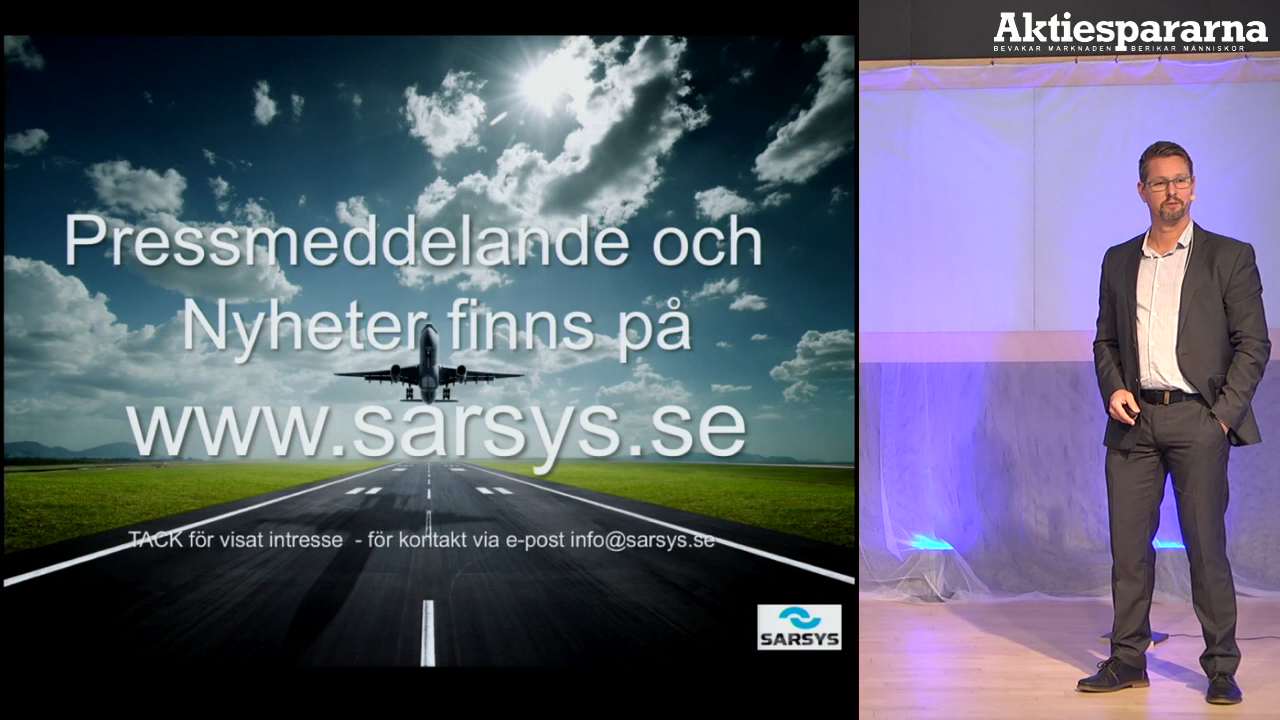 Pressmeddelande och
Nyheter finns på
www.sarsys.se
TACK för visat intresse - för kontakt via e-post info@sarsys.se
SARSYS
Aktiespararna
BEVAKAR MARKNADEN BERIKAR MÄNNISKOR